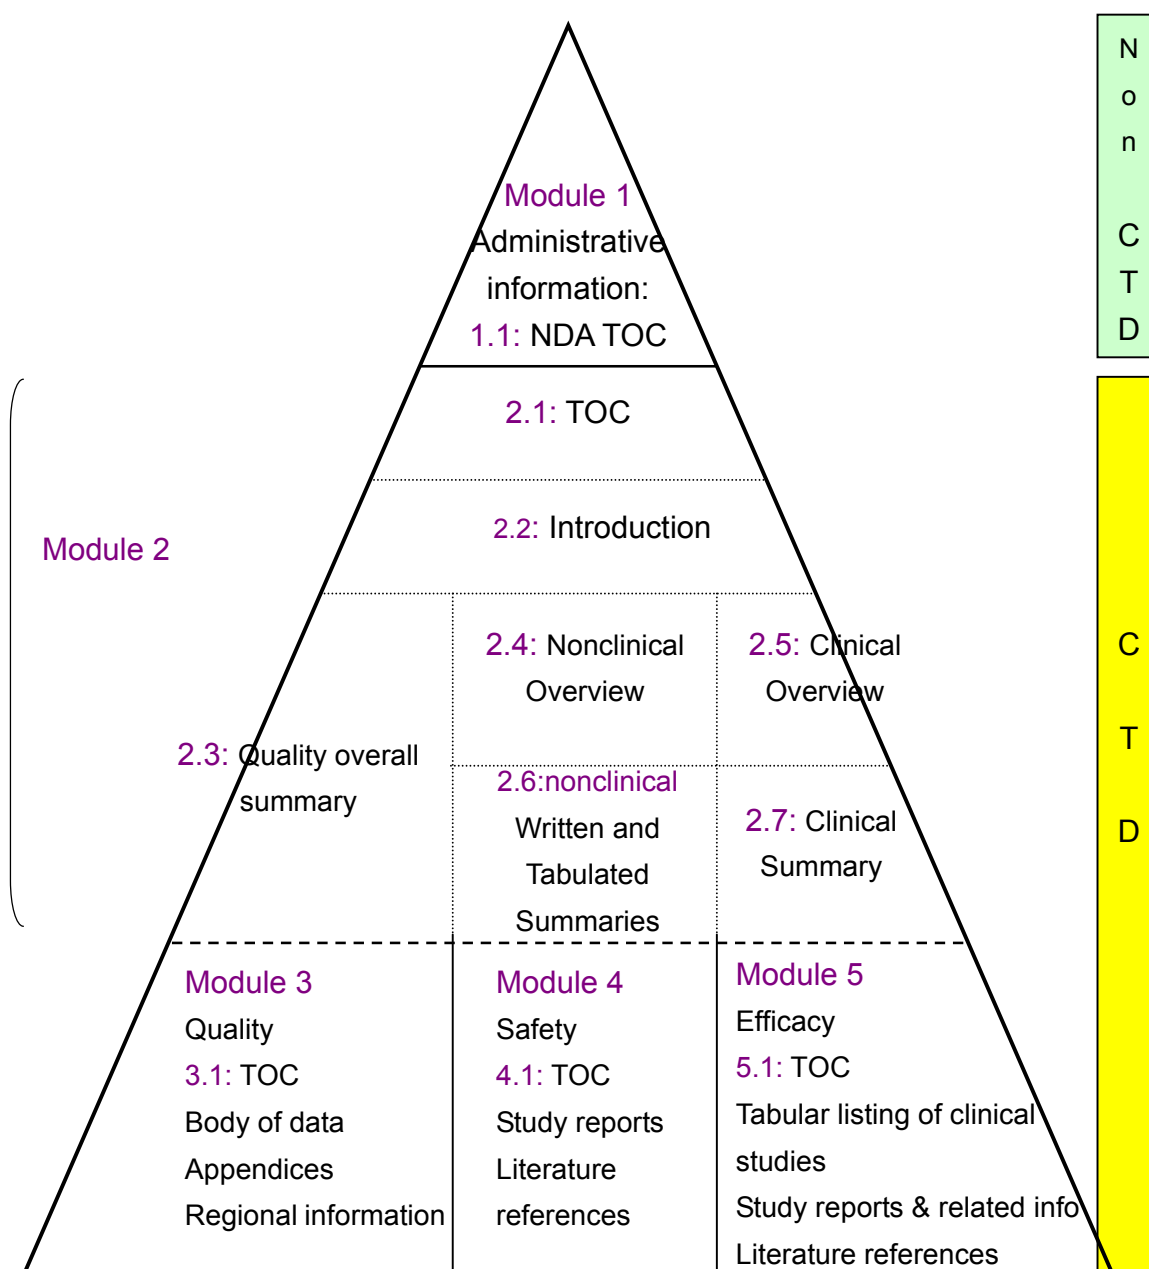 Module 1
Administrative
information:
1.1: NDA TOC
Non CTD
2.1: TOC
2.2: Introduction
Module 2
2.3: Quality overall
summary
2.4: Nonclinical
Overview
2.5: Clinical
Overview
2.6:nonclinical
Written and
Tabulated
Summaries
2.7: Clinical
Summary
CTD
Module 3
Quality
3.1: TOC
Body of data
Appendices
Regional information
Module 4
Safety
4.1: TOC
Study reports
Literature
references
Module 5
Efficacy
5.1: TOC
Tabular listing of clinical
studies
Study reports & related info
Literature references